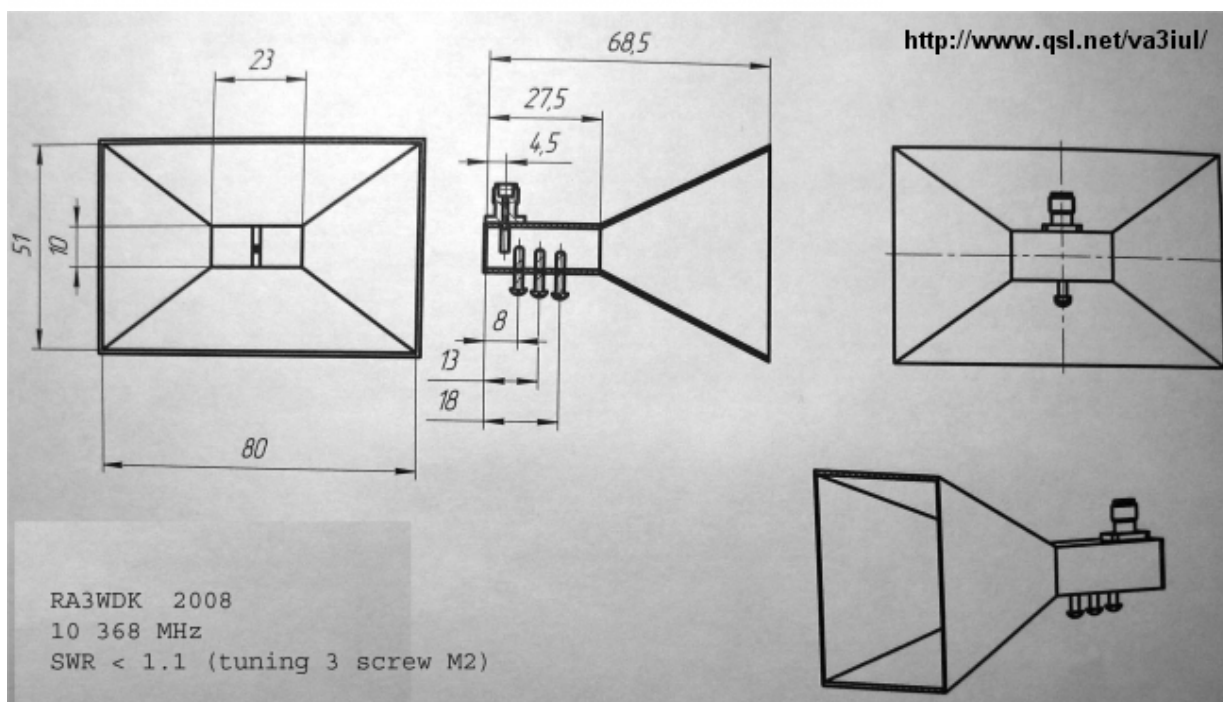 http://www.qsl.net/va3iul/
23
68,5
27,5
4,5
51
10
8
13
18
80
RA3WDK 2008
10 368 MHz
SWR < 1.1 (tuning 3 screw M2)